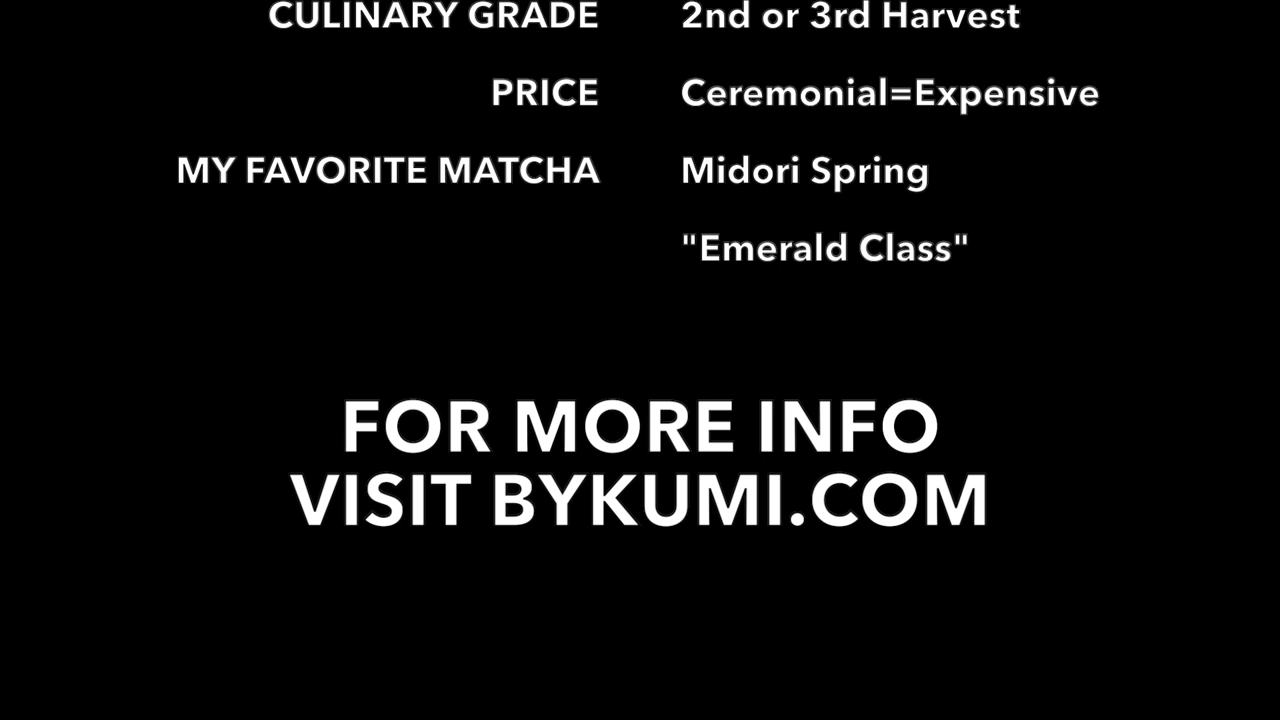 CULINARY GRADE 2nd or 3rd Harvest
PRICE Ceremonial=Expensive
MY FAVORITE MATCHA Midori Spring
"Emerald Class"
FOR MORE INFO
VISIT BYKUMI.COM